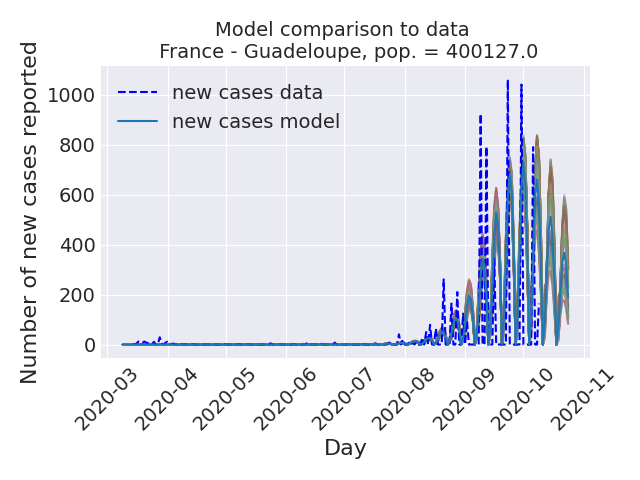 Model comparison to data
France - Guadeloupe, pop. = 400127.0
Number of new cases reported
1000
800
600
400
200
0
new cases data
new cases model
2020-03
2020-04
2020-05
2020-06
2020-07
2020-08
2020-09
2020-10
2020-11
Day